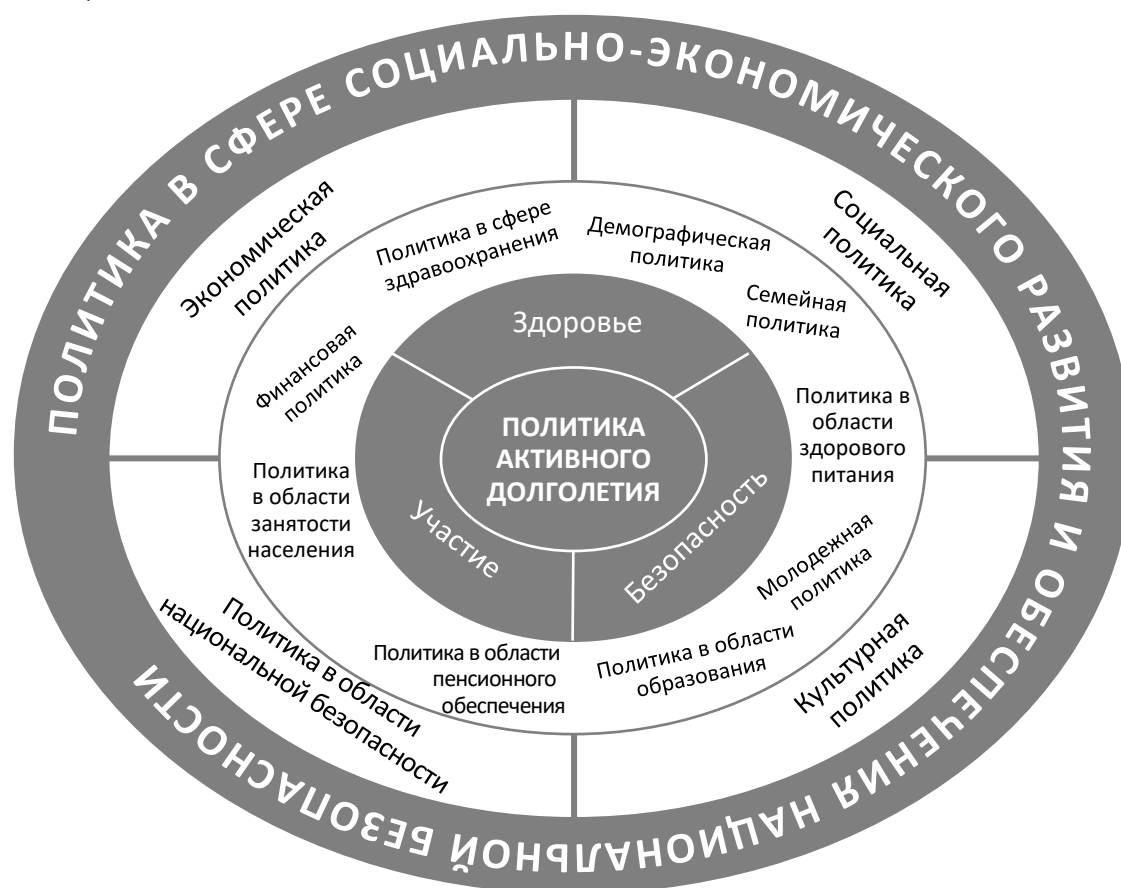 ПОЛИТИКА В СФЕРЕ СОЦИАЛЬНО-ЭКОНОМИЧЕСКОГО РАЗВИТИЯ И ОБЕСПЕЧЕНИЯ НАЦИОНАЛЬНОЙ БЕЗОПАСНОСТИ
Экономическая
политика
Социальная
политика
Культурная
политика
Политика в области
национальной безопасности
Политика в сфере
здравоохранения
Демографическая
политика
Семейная
политика
Политика в
области
здорового
питания
Молодежная
политика
Политика в области
образования
Политика в области
пенсионного
обеспечения
Политика
в области
занятости
населения
Финансовая
политика
Здоровье
Безопасность
Участие
ПОЛИТИКА
АКТИВНОГО
ДОЛГОЛЕТИЯ